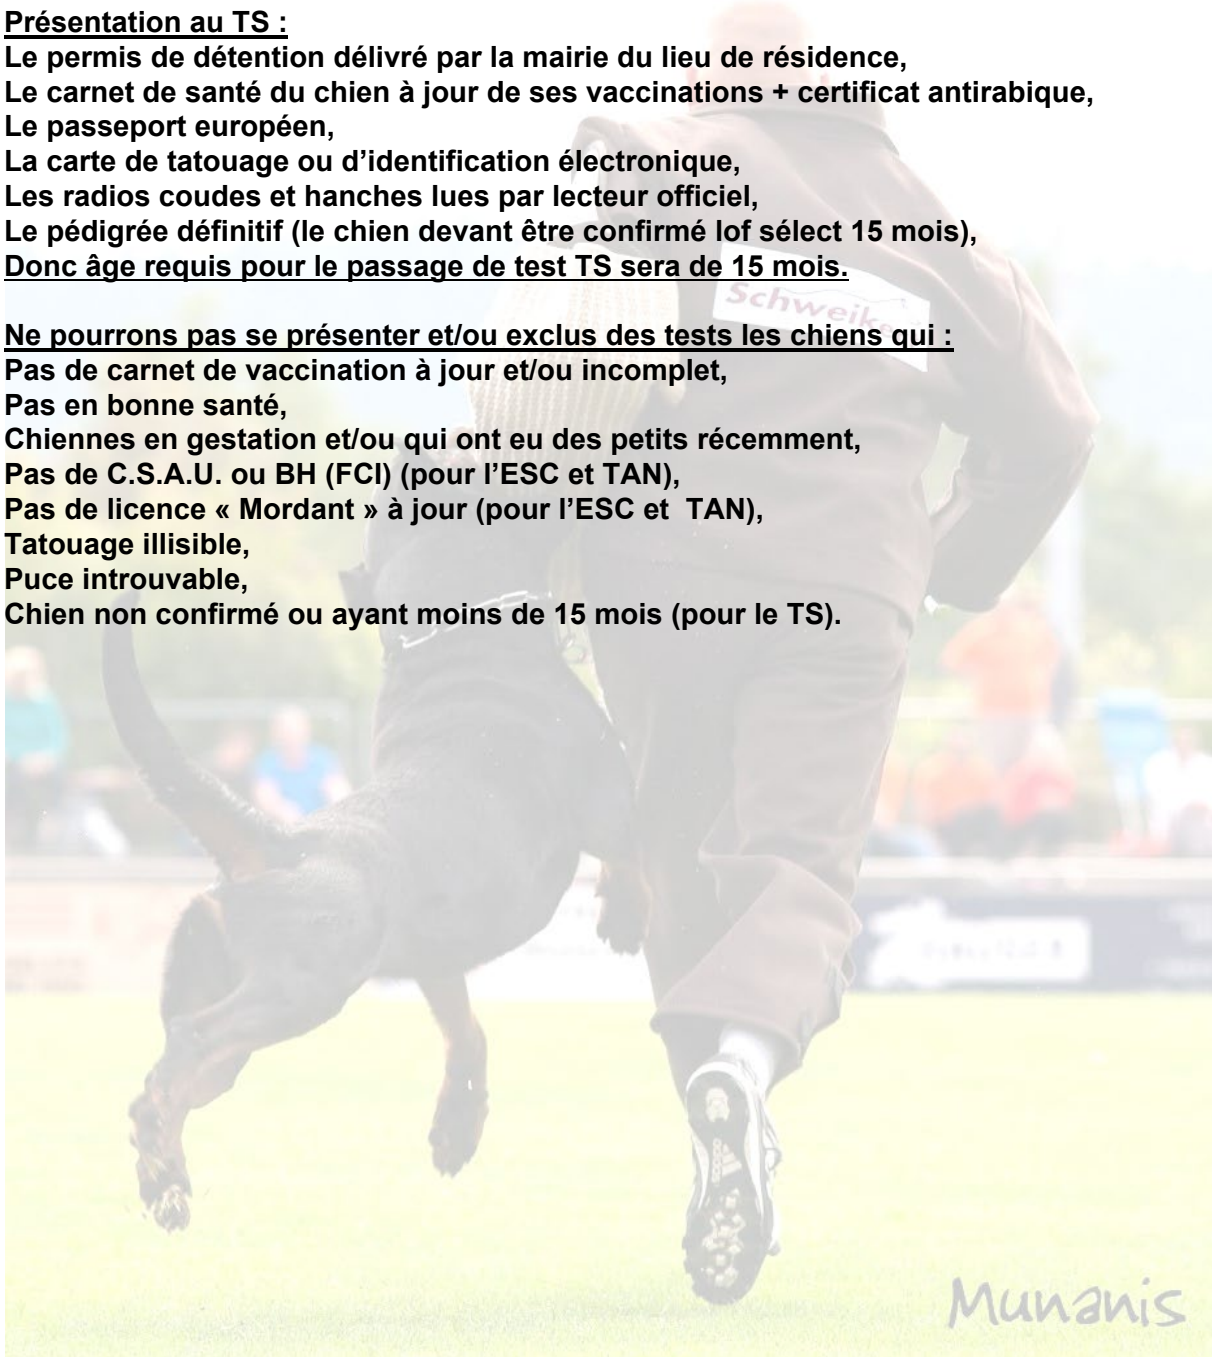 Présentation au TS :
Le permis de détention délivré par la mairie du lieu de résidence,
Le carnet de santé du chien à jour de ses vaccinations + certificat antirabique,
Le passeport européen,
La carte de tatouage ou d’identification électronique,
Les radios coudes et hanches lues par lecteur officiel,
Le pédigrée définitif (le chien devant être confirmé lof sélect 15 mois),
Donc âge requis pour le passage de test TS sera de 15 mois.
Schweiker
Ne pourrons pas se présenter et/ou exclus des tests les chiens qui :
Pas de carnet de vaccination à jour et/ou incomplet,
Pas en bonne santé,
Chiennes en gestation et/ou qui ont eu des petits récemment,
Pas de C.S.A.U. ou BH (FCI) (pour l’ESC et TAN),
Pas de licence « Mordant » à jour (pour l’ESC et  TAN),
Tatouage illisible,
Puce introuvable,
Chien non confirmé ou ayant moins de 15 mois (pour le TS).
adidas
Munanis